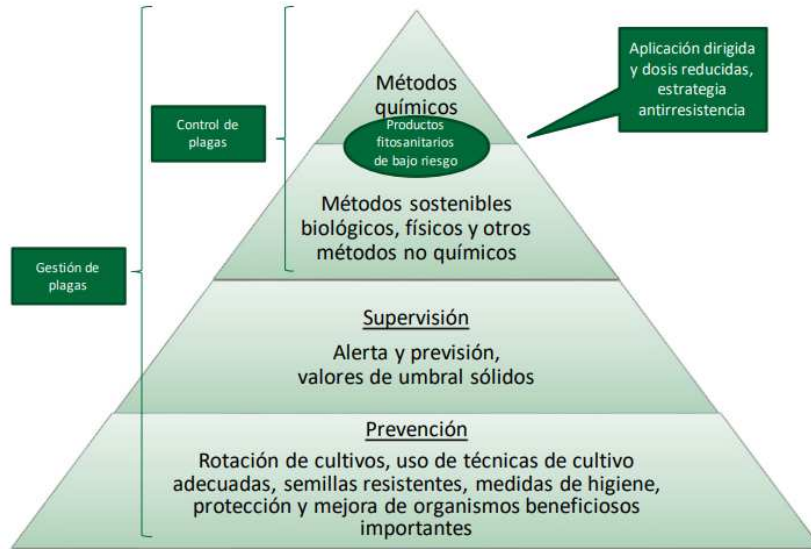 Métodos
químicos
Productos
fitosanitarios
de bajo riesgo
Aplicación dirigida
y dosis reducidas,
estrategia
antirresistencia
Control de
plagas
Métodos sostenibles
biológicos, físicos y otros
métodos no químicos
Gestión de
plagas
Supervisión
Alerta y previsión,
valores de umbral sólidos
Prevención
Rotación de cultivos, uso de técnicas de cultivo
adecuadas, semillas resistentes, medidas de higiene,
protección y mejora de organismos beneficiosos
importantes